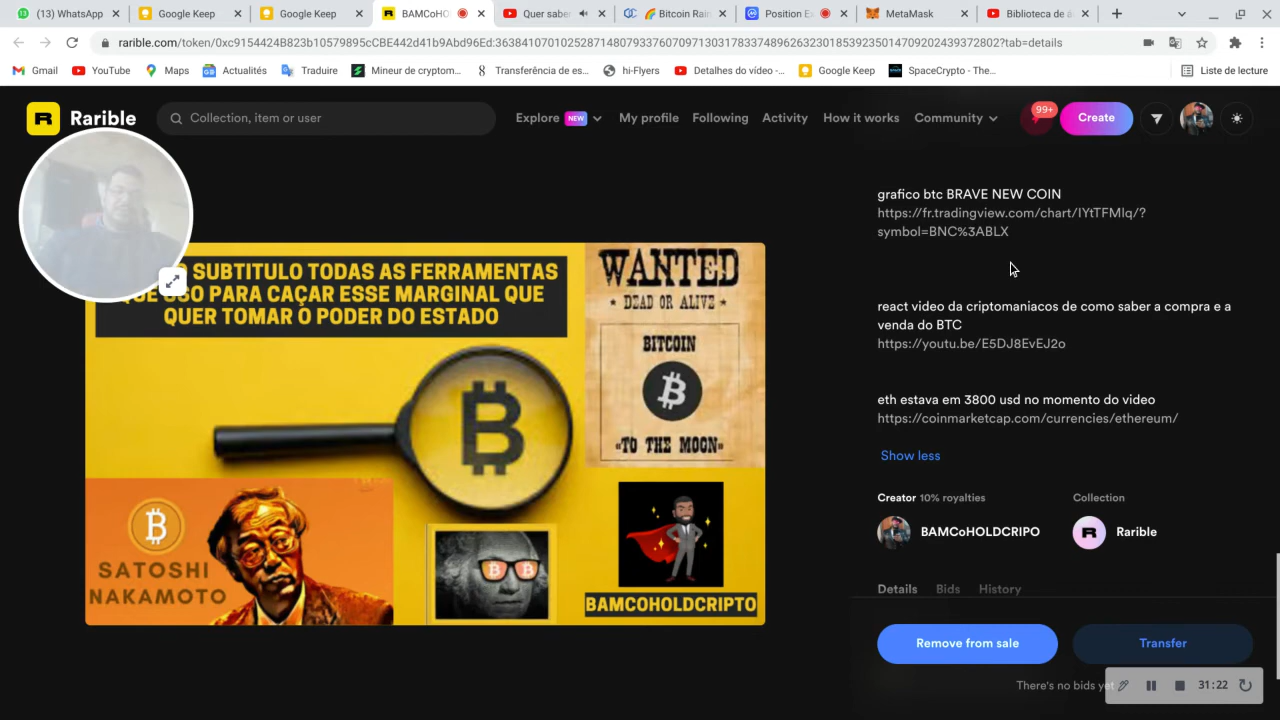 (13) WhatsApp
Google Keep
Google Keep
BAMCoHO
Quer sabe
Bitcoin Rain
Position E
MetaMask
Biblioteca de
rarible.com/token/0xc9154424B823b10579895cCBE442d41b9Abd96Ed:36384107010252871480793376070971303178337489626323018539235014709202439372802?tab=details
Gmail
YouTube
Maps
Actualités
Traduire
Mineur de cryptom...
Transferência de es...
hi-Flyers
Detalhes do vídeo -...
Google Keep
SpaceCrypto - The...
Liste de lecture
R
Rarible
Collection, item or user
Explore
NEW
My profile
Following
Activity
How it works
Community
99+
Create
grafico btc BRAVE NEW COIN
https://fr.tradingview.com/chart/IYtTFMlq/?
symbol=BNC%3ABLX
react video da criptomaniacos de como saber a compra e a
venda do BTC
https://youtu.be/E5DJ8EvEJ2o
eth estava em 3800 usd no momento do video
https://coinmarketcap.com/currencies/ethereum/
Show less
Creator 10% royalties
Collection
BAMCoHOLDCRIPO
R
Rarible
Details
Bids
History
Remove from sale
Transfer
There's no bids yet
31:22
SUBTITULO TODAS AS FERRAMENTAS
QUE USO PARA CAÇAR ESSE MARGINAL QUE
QUER TOMAR O PODER DO ESTADO
WANTED
DEAD OR ALIVE
BITCOIN
«TO THE MOON»
SATOSHI
NAKAMOTO
BAMCOHOLDCRIPTO